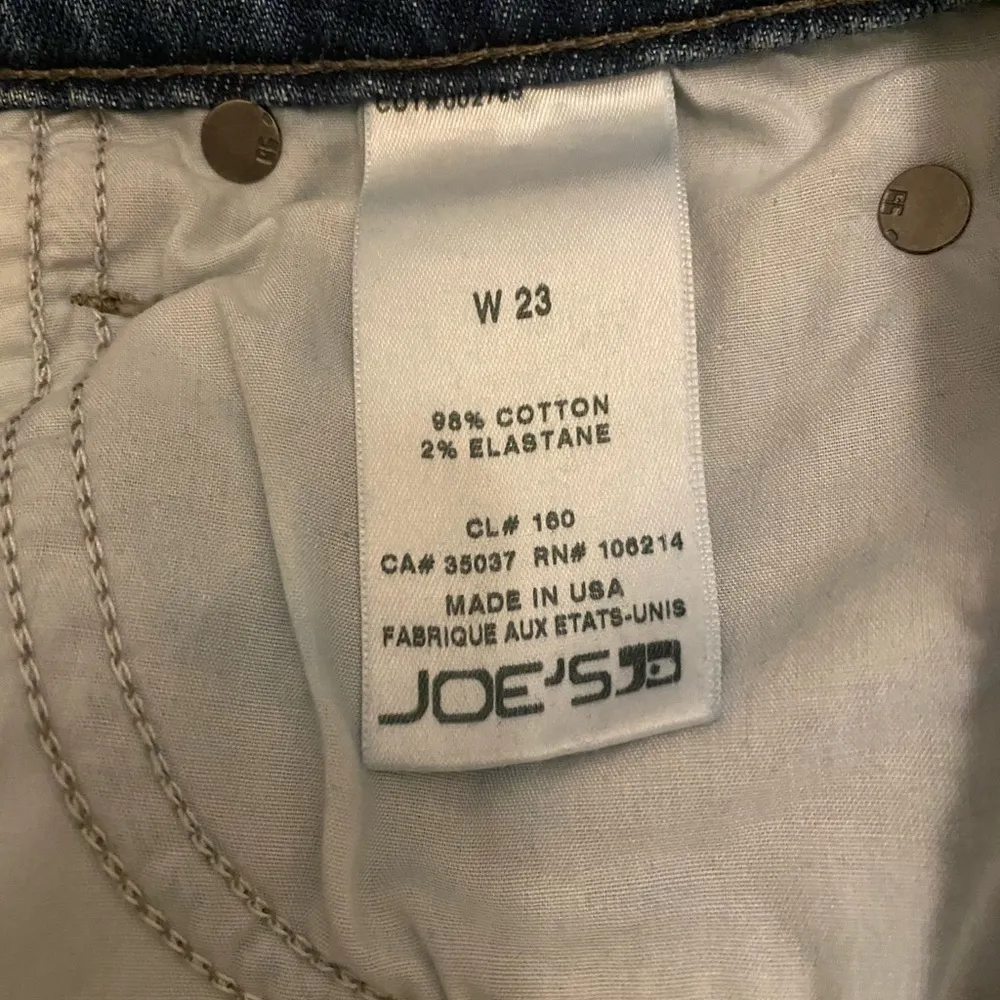 W 23
98% COTTON
2% ELASTANE
CL# 160
CA# 35037 RN# 106214
MADE IN USA
FABRIQUE AUX ETATS-UNIS
JOE'S